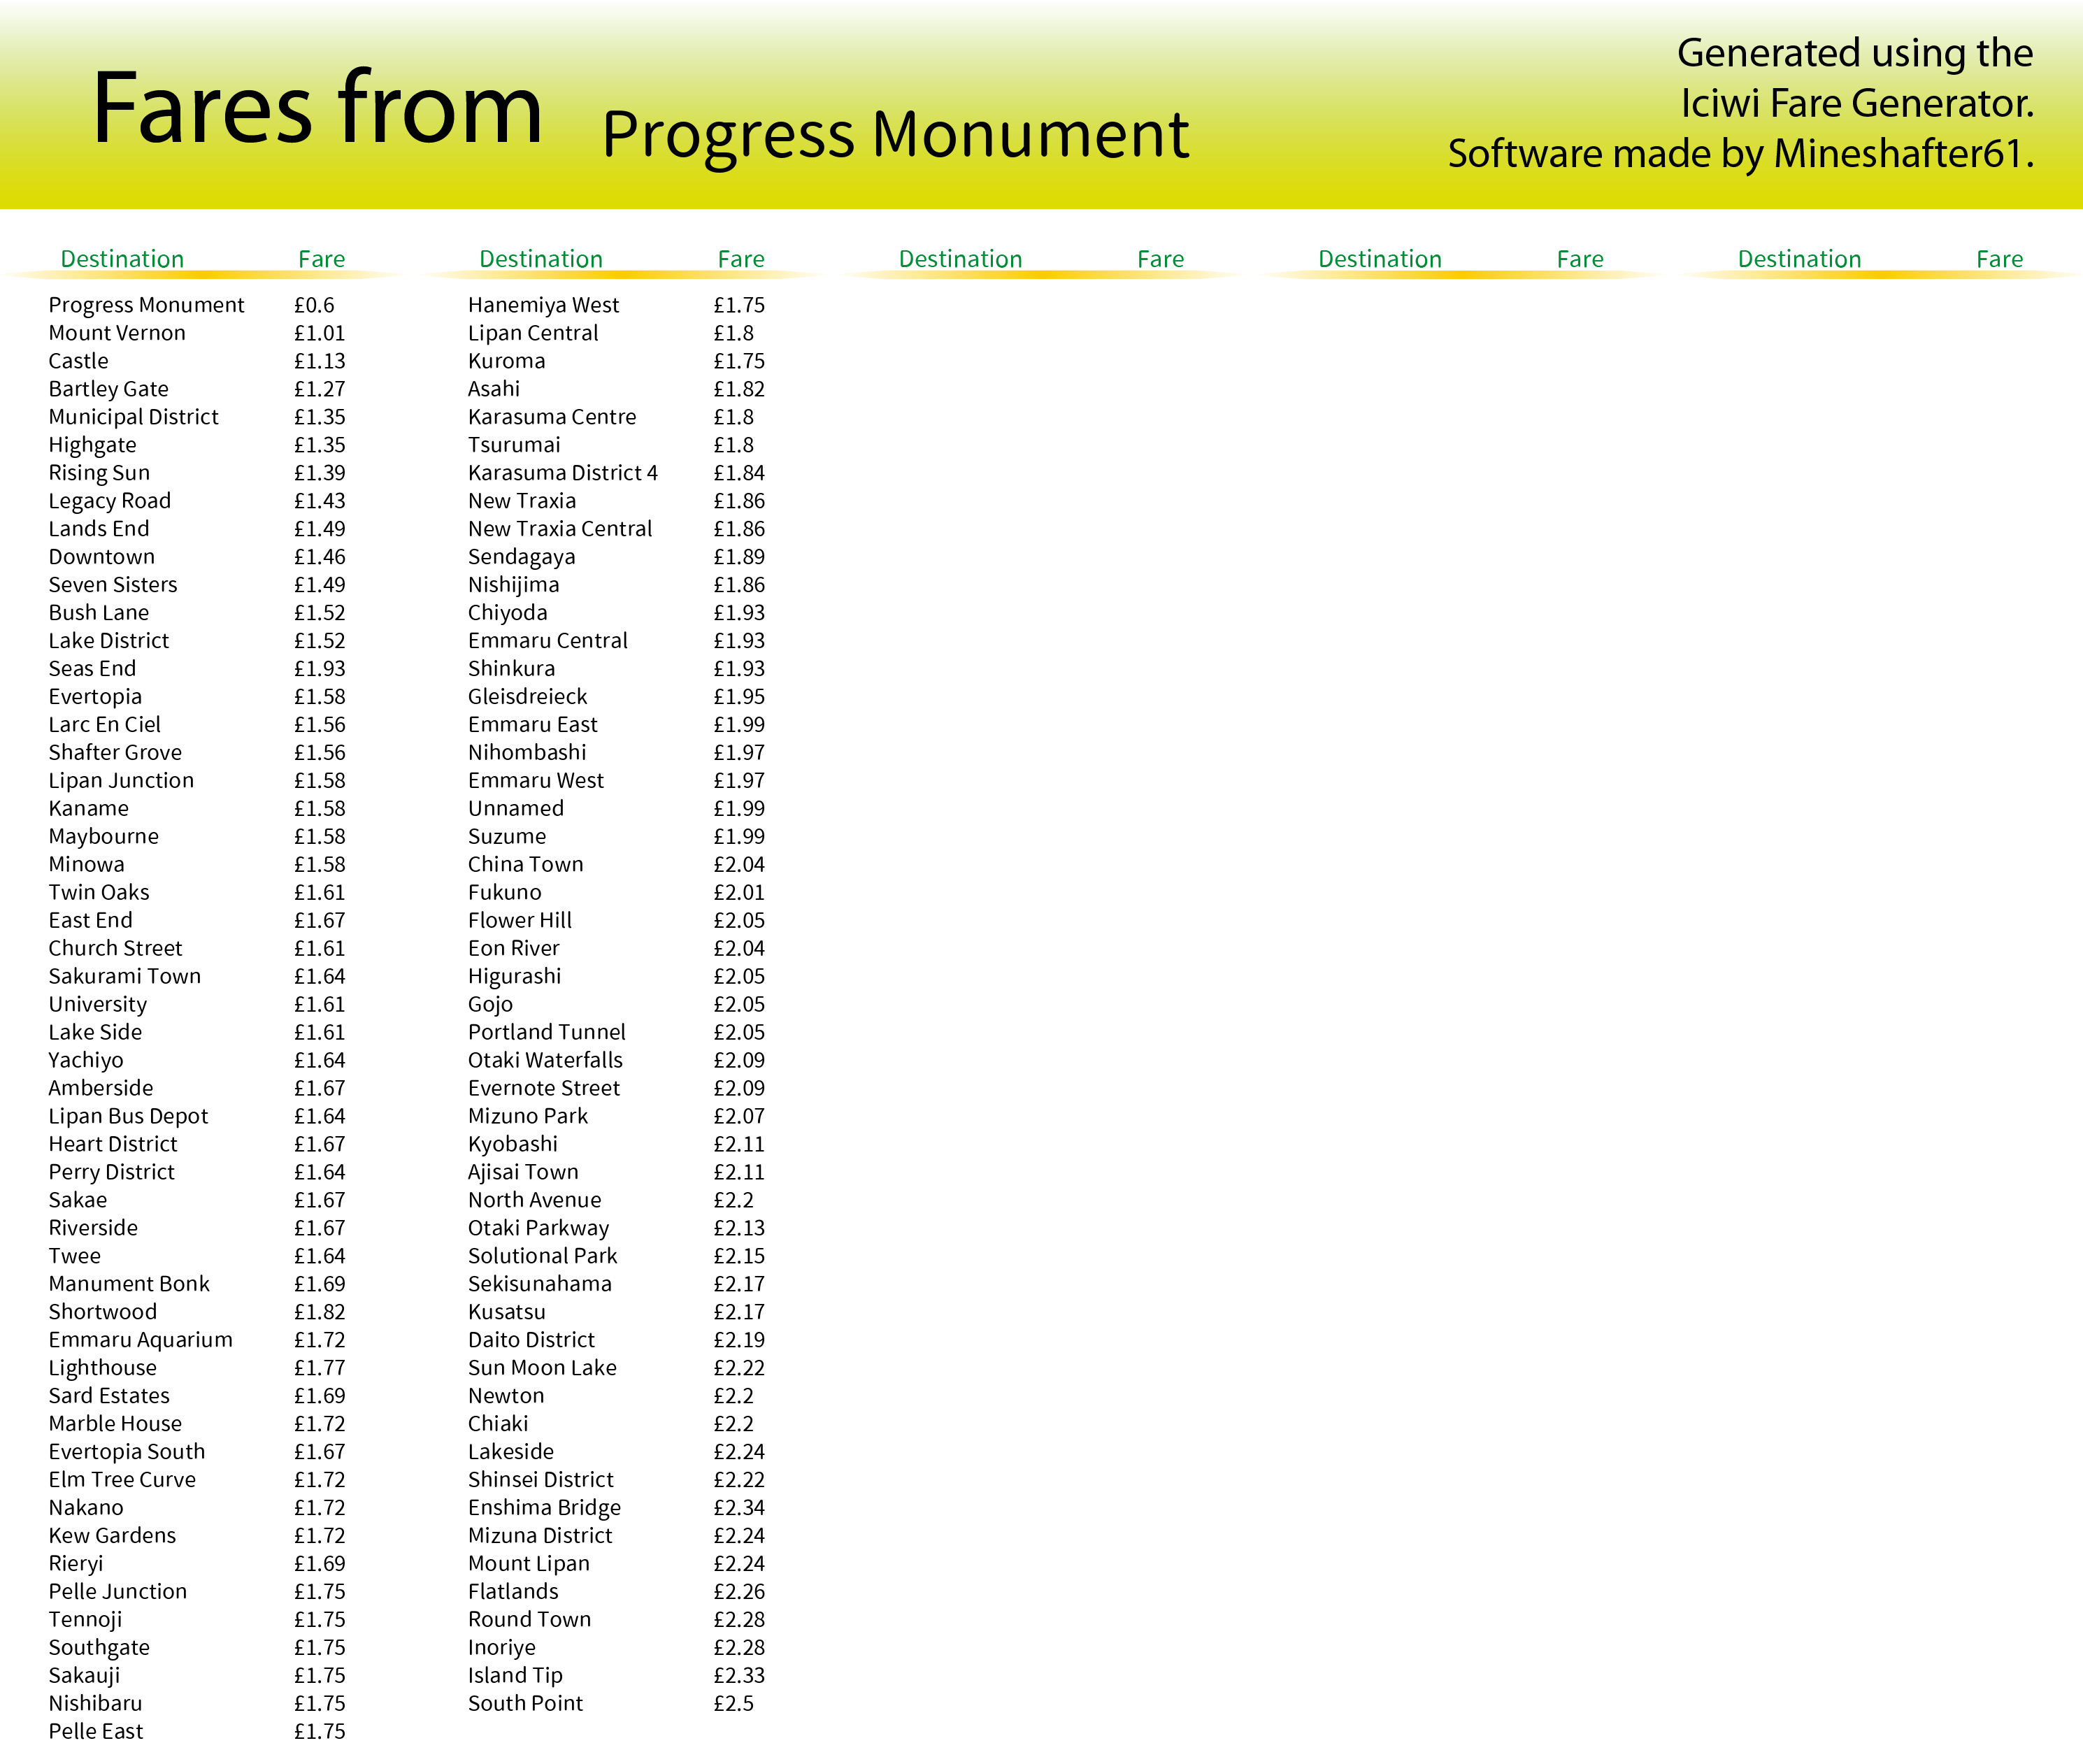 Fares from Progress Monument
Generated using the
Iciwi Fare Generator.
Software made by Mineshafter61.
Destination Fare
Progress Monument £0.6
Mount Vernon £1.01
Castle £1.13
Bartley Gate £1.27
Municipal District £1.35
Highgate £1.35
Rising Sun £1.39
Legacy Road £1.43
Lands End £1.49
Downtown £1.46
Seven Sisters £1.49
Bush Lane £1.52
Lake District £1.52
Seas End £1.93
Evertopia £1.58
Larc En Ciel £1.56
Shafter Grove £1.56
Lipan Junction £1.58
Kaname £1.58
Maybourne £1.58
Minowa £1.58
Twin Oaks £1.61
East End £1.67
Church Street £1.61
Sakurami Town £1.64
University £1.61
Lake Side £1.61
Yachiyo £1.64
Amberside £1.67
Lipan Bus Depot £1.64
Heart District £1.67
Perry District £1.64
Sakae £1.67
Riverside £1.67
Twee £1.64
Manument Bonk £1.69
Shortwood £1.82
Emmaru Aquarium £1.72
Lighthouse £1.77
Sard Estates £1.69
Marble House £1.72
Evertopia South £1.67
Elm Tree Curve £1.72
Nakano £1.72
Kew Gardens £1.72
Rieryi £1.69
Pelle Junction £1.75
Tennoji £1.75
Southgate £1.75
Sakauji £1.75
Nishibaru £1.75
Pelle East £1.75
Destination Fare
Hanemiya West £1.75
Lipan Central £1.8
Kuroma £1.75
Asahi £1.82
Karasuma Centre £1.8
Tsurumai £1.8
Karasuma District 4 £1.84
New Traxia £1.86
New Traxia Central £1.86
Sendagaya £1.89
Nishijima £1.86
Chiyoda £1.93
Emmaru Central £1.93
Shinkura £1.93
Gleisdreieck £1.95
Emmaru East £1.99
Nihombashi £1.97
Emmaru West £1.97
Unnamed £1.99
Suzume £1.99
China Town £2.04
Fukuno £2.01
Flower Hill £2.05
Eon River £2.04
Higurashi £2.05
Gojo £2.05
Portland Tunnel £2.05
Otaki Waterfalls £2.09
Evernote Street £2.09
Mizuno Park £2.07
Kyobashi £2.11
Ajisai Town £2.11
North Avenue £2.2
Otaki Parkway £2.13
Solutional Park £2.15
Sekisunahama £2.17
Kusatsu £2.17
Daito District £2.19
Sun Moon Lake £2.22
Newton £2.2
Chiaki £2.2
Lakeside £2.24
Shinsei District £2.22
Enshima Bridge £2.34
Mizuna District £2.24
Mount Lipan £2.24
Flatlands £2.26
Round Town £2.28
Inoriye £2.28
Island Tip £2.33
South Point £2.5
Destination Fare
Destination Fare
Destination Fare